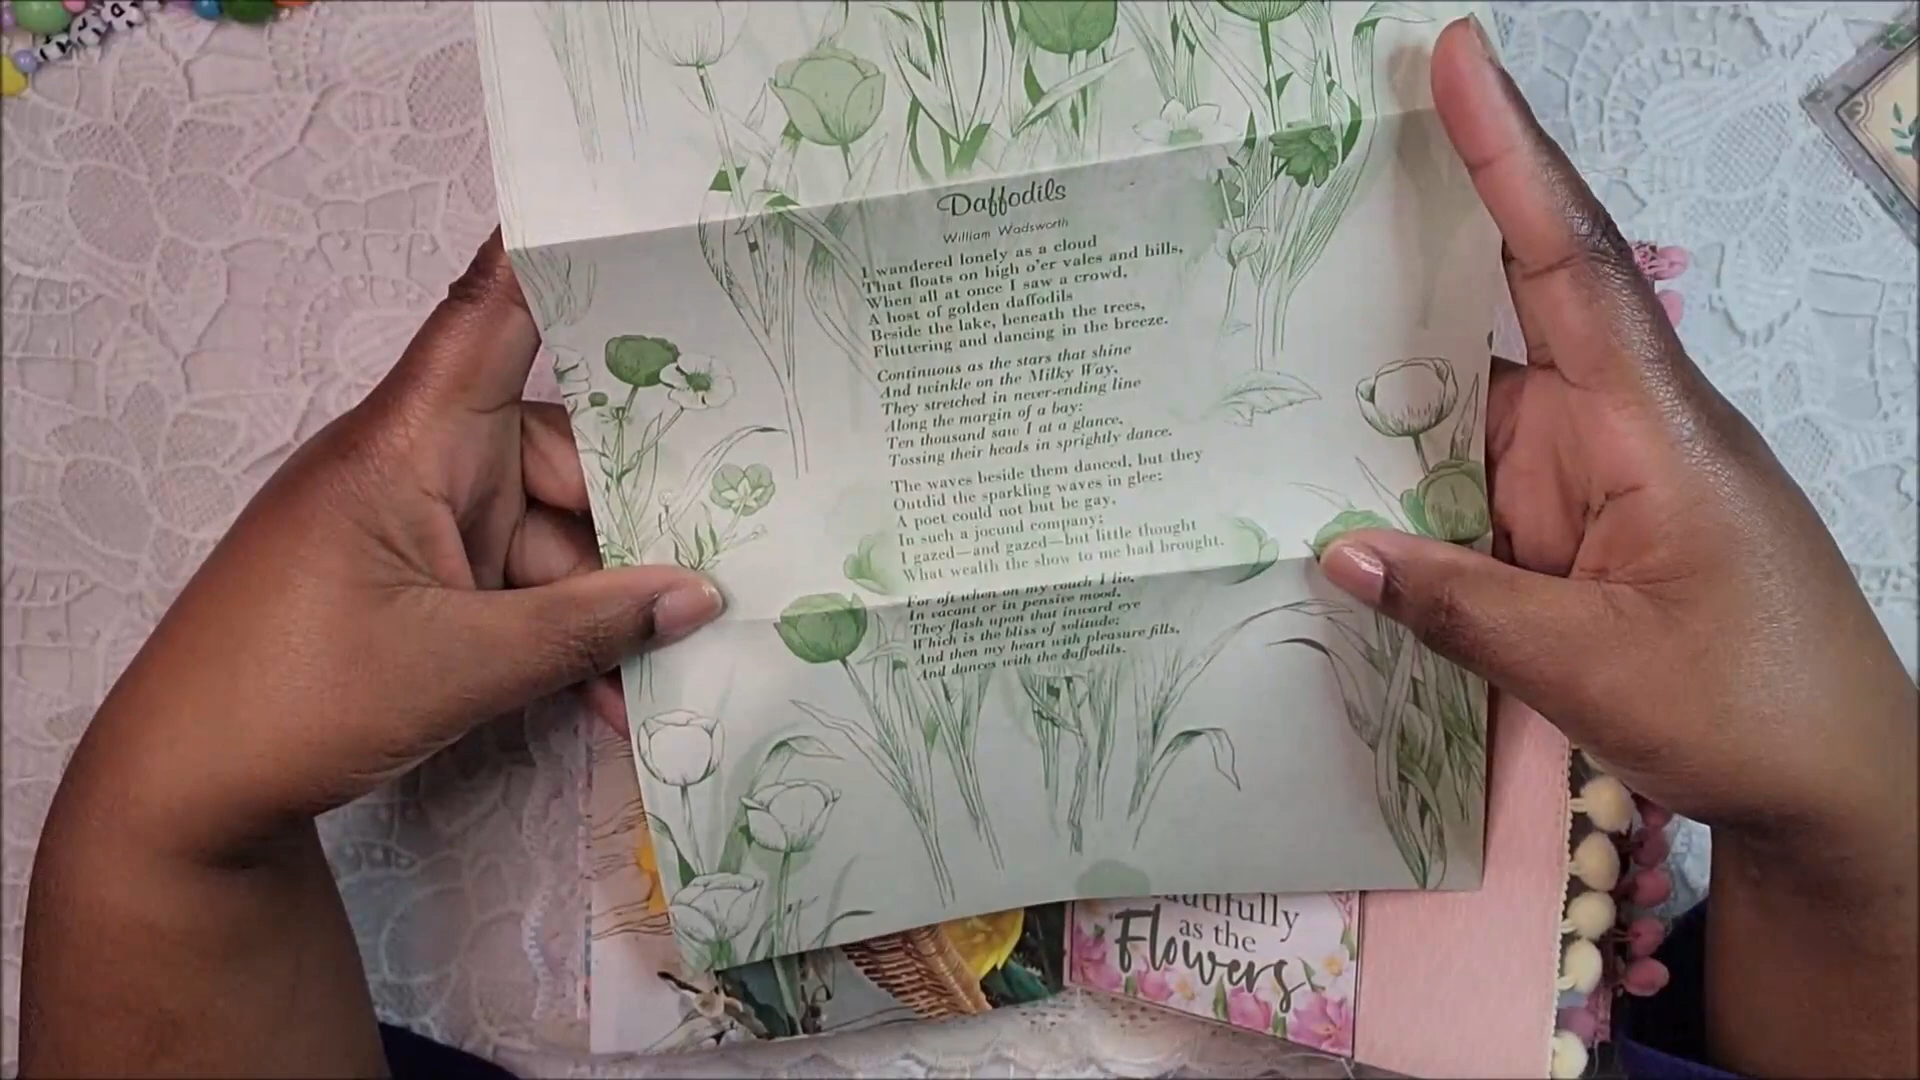 Daffodils
William Wadsworth
I wandered lonely as a cloud
That floats on high o'er vales and hills,
When all at once I saw a crowd,
A host of golden daffodils
Beside the lake, beneath the trees,
Fluttering and dancing in the breeze.
Continuous as the stars that shine
And twinkle on the Milky Way,
They stretched in never-ending line
Along the margin of a bay:
Ten thousand saw I at a glance,
Tossing their heads in sprightly dance.
The waves beside them danced, but they
Outdid the sparkling waves in glee:
A poet could not but be gay,
In such a jocund company;
I gazed—and gazed—but little thought
What wealth the show to me had brought.
For oft when on my couch I lie,
In vacant or in pensive mood,
They flash upon that inward eye
Which is the bliss of solitude;
And then my heart with pleasure fills,
And dances with the daffodils.
as the
Flowers